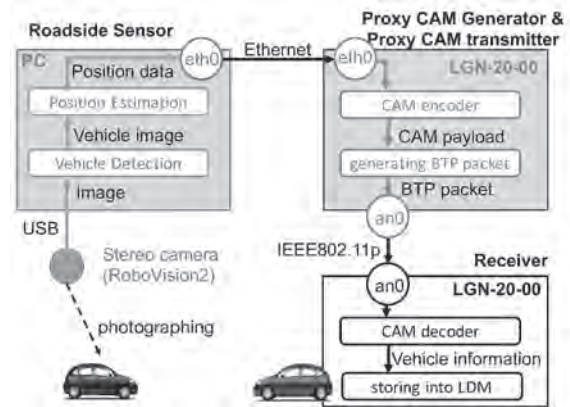 Roadside Sensor
PC
eth0
Position data
Position Estimation
Vehicle image
Vehicle Detection
Image
USB
Stereo camera
(RoboVision2)
photographing
Ethernet
Proxy CAM Generator &
Proxy CAM transmitter
eth0
LGN-20-00
CAM encoder
CAM payload
generating BTP packet
BTP packet
an0
IEEE802.11p
Receiver
an0
LGN-20-00
CAM decoder
Vehicle information
storing into LDM